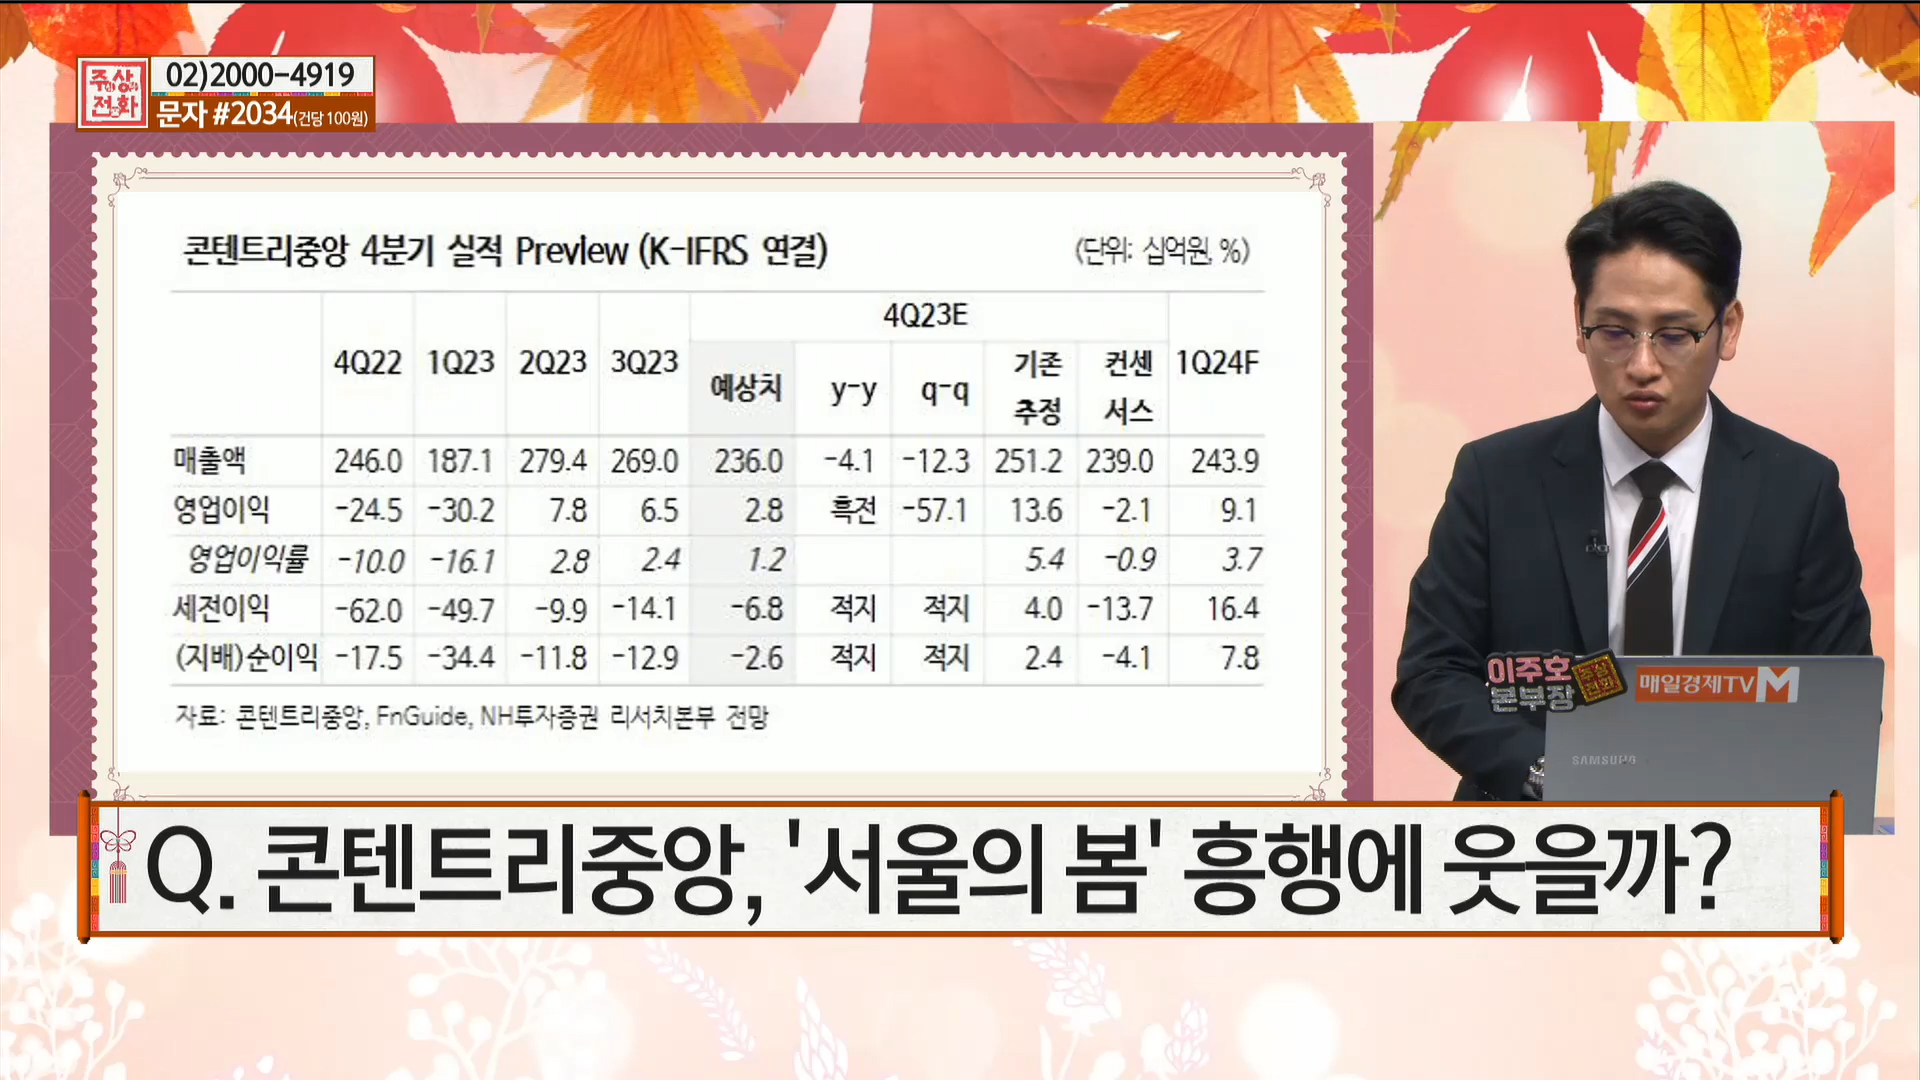 주상전화
02)2000-4919
문자 #2034(건당 100원)
콘텐트리중앙 4분기 실적 Preview (K-IFRS 연결) (단위: 십억원, %)
4Q23E
4Q22 1Q23 2Q23 3Q23 예상치 y-y q-q 기존 추정 컨센서스 1Q24F
매출액 246.0 187.1 279.4 269.0 236.0 -4.1 -12.3 251.2 239.0 243.9
영업이익 -24.5 -30.2 7.8 6.5 2.8 흑전 -57.1 13.6 -2.1 9.1
영업이익률 -10.0 -16.1 2.8 2.4 1.2 5.4 -0.9 3.7
세전이익 -62.0 -49.7 -9.9 -14.1 -6.8 적지 적지 4.0 -13.7 16.4
(지배)순이익 -17.5 -34.4 -11.8 -12.9 -2.6 적지 적지 2.4 -4.1 7.8
자료: 콘텐트리중앙, FnGuide, NH투자증권 리서치본부 전망
이주호
본부장
주상전화
매일경제TV M
SAMSUNG
Q. 콘텐트리중앙, '서울의 봄' 흥행에 웃을까?